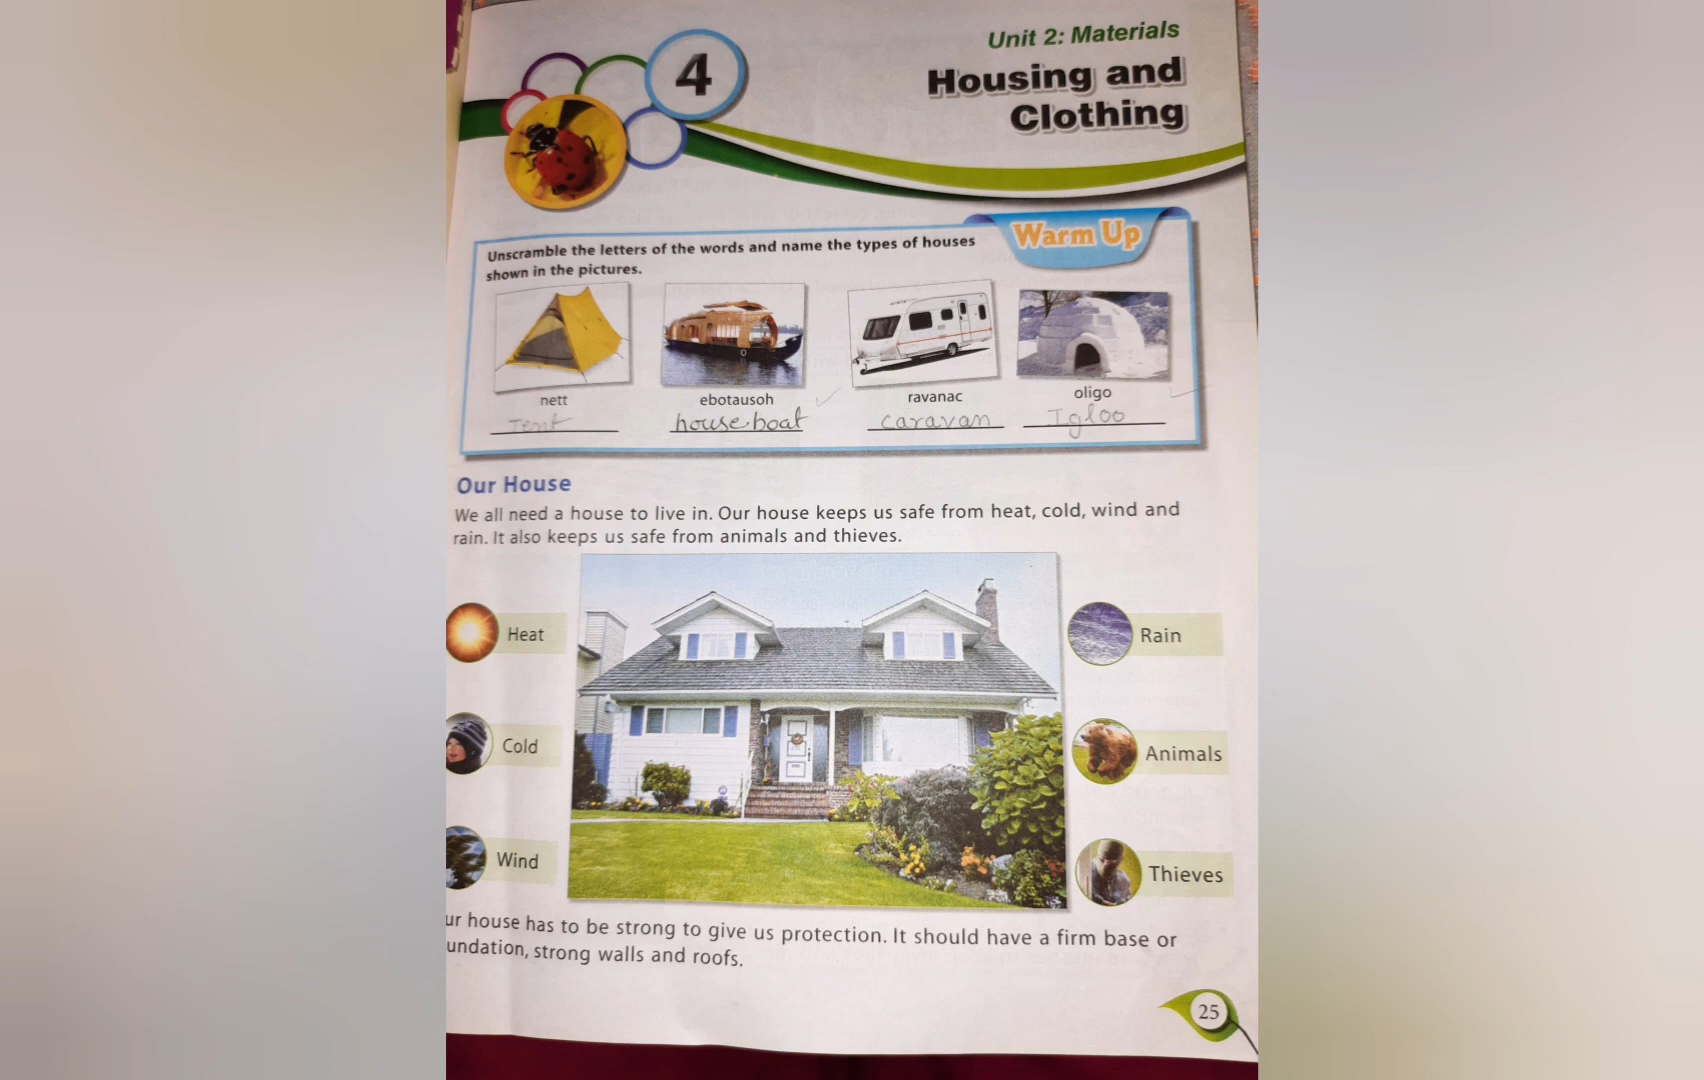 Unit 2: Materials
4
Housing and
Clothing
Warm Up
Unscramble the letters of the words and name the types of houses
shown in the pictures.
nett
ebotausoh
ravanac
oligo
Tent
houseboat
caravan
Igloo
Our House
We all need a house to live in. Our house keeps us safe from heat, cold, wind and
rain. It also keeps us safe from animals and thieves.
Heat
Rain
Cold
Animals
Wind
Thieves
ur house has to be strong to give us protection. It should have a firm base or
undation, strong walls and roofs.
25